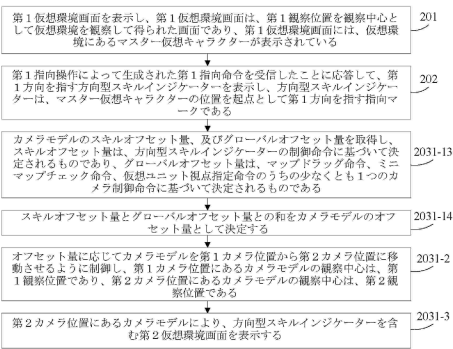 第１仮想環境画面を表示し、第１仮想環境画面は、第１観察位置を観察中心と
して仮想環境を観察して得られた画面であり、第１仮想環境画面には、仮想環
境にあるマスター仮想キャラクターが表示されている
201
第１指向操作によって生成された第１指向命令を受信したことに応答して、第
１方向を指す方向型スキルインジケーターを表示し、方向型スキルインジケー
ターは、マスター仮想キャラクターの位置を起点として第１方向を指す指向マ
ークである
202
カメラモデルのスキルオフセット量、及びグローバルオフセット量を取得し、
スキルオフセット量は、方向型スキルインジケーターの制御命令に基づいて決
定されるものであり、グローバルオフセット量は、マップドラッグ命令、ミニ
マップチェック命令、仮想ユニット視点指定命令のうちの少なくとも１つのカ
メラ制御命令に基づいて決定されるものである
2031-13
スキルオフセット量とグローバルオフセット量との和をカメラモデルのオフ
セット量として決定する
2031-14
オフセット量に応じてカメラモデルを第１カメラ位置から第２カメラ位置に移
動させるように制御し、第１カメラ位置にあるカメラモデルの観察中心は、第
１観察位置であり、第２カメラ位置にあるカメラモデルの観察中心は、第２観
察位置である
2031-2
第２カメラ位置にあるカメラモデルにより、方向型スキルインジケーターを含
む第２仮想環境画面を表示する
2031-3